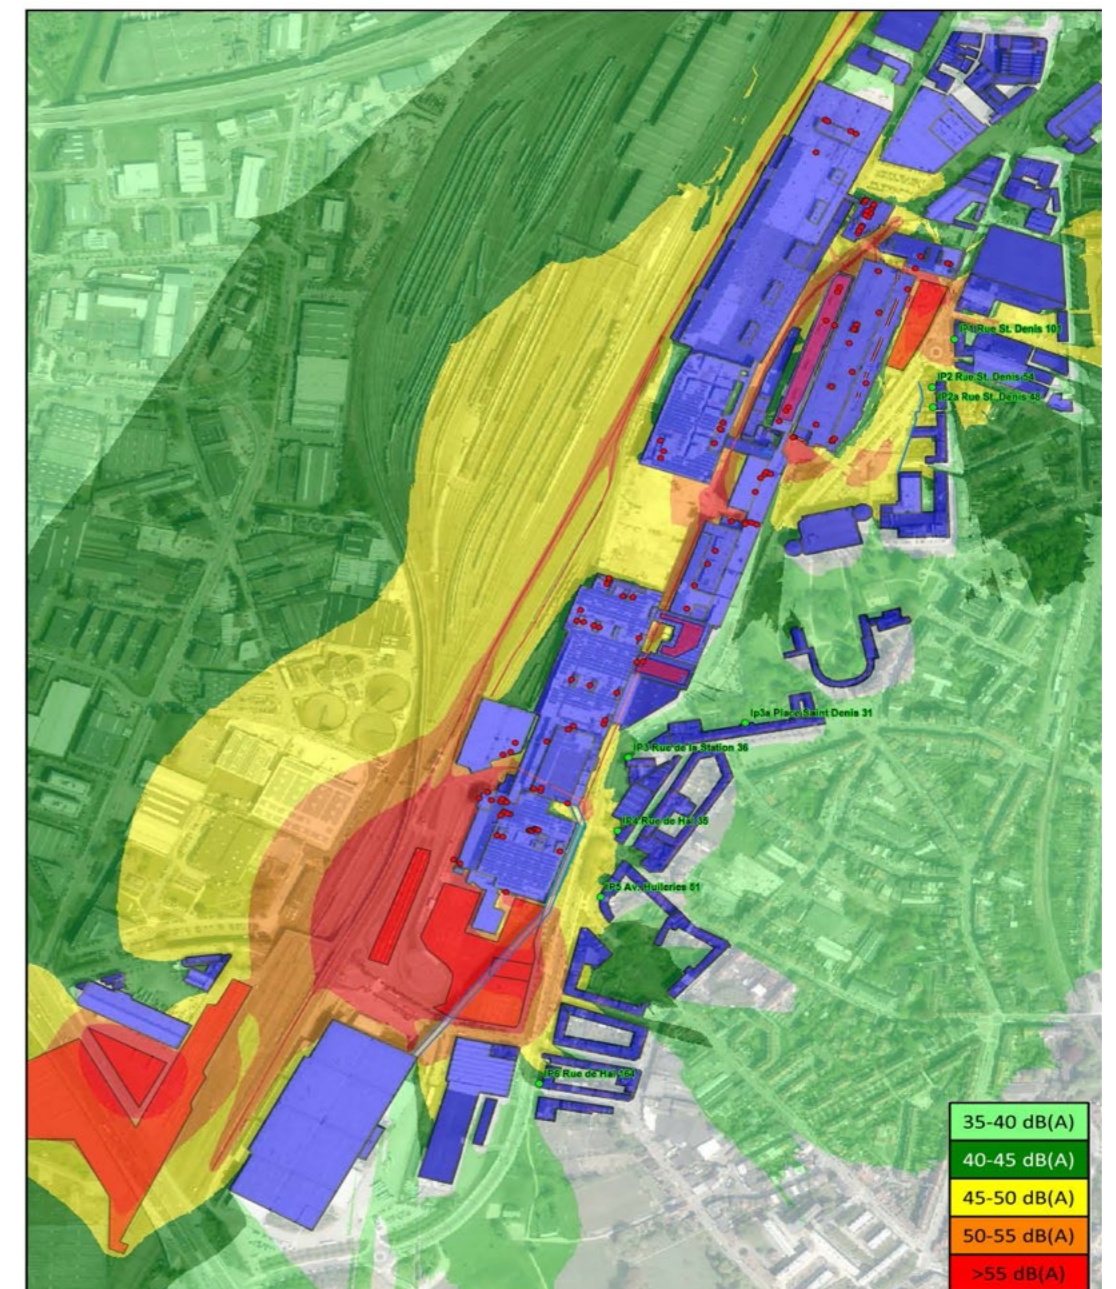 IP1 Rue St. Denis 101
IP2 Rue St. Denis 54
IP2a Rue St. Denis 48
Ip3a Place Saint Denis 31
IP3 Rue de la Station 36
IP4 Rue de Hal 35
IP5 Av. Huileries 51
IP6 Rue de Hal 164
35-40 dB(A)
40-45 dB(A)
45-50 dB(A)
50-55 dB(A)
>55 dB(A)